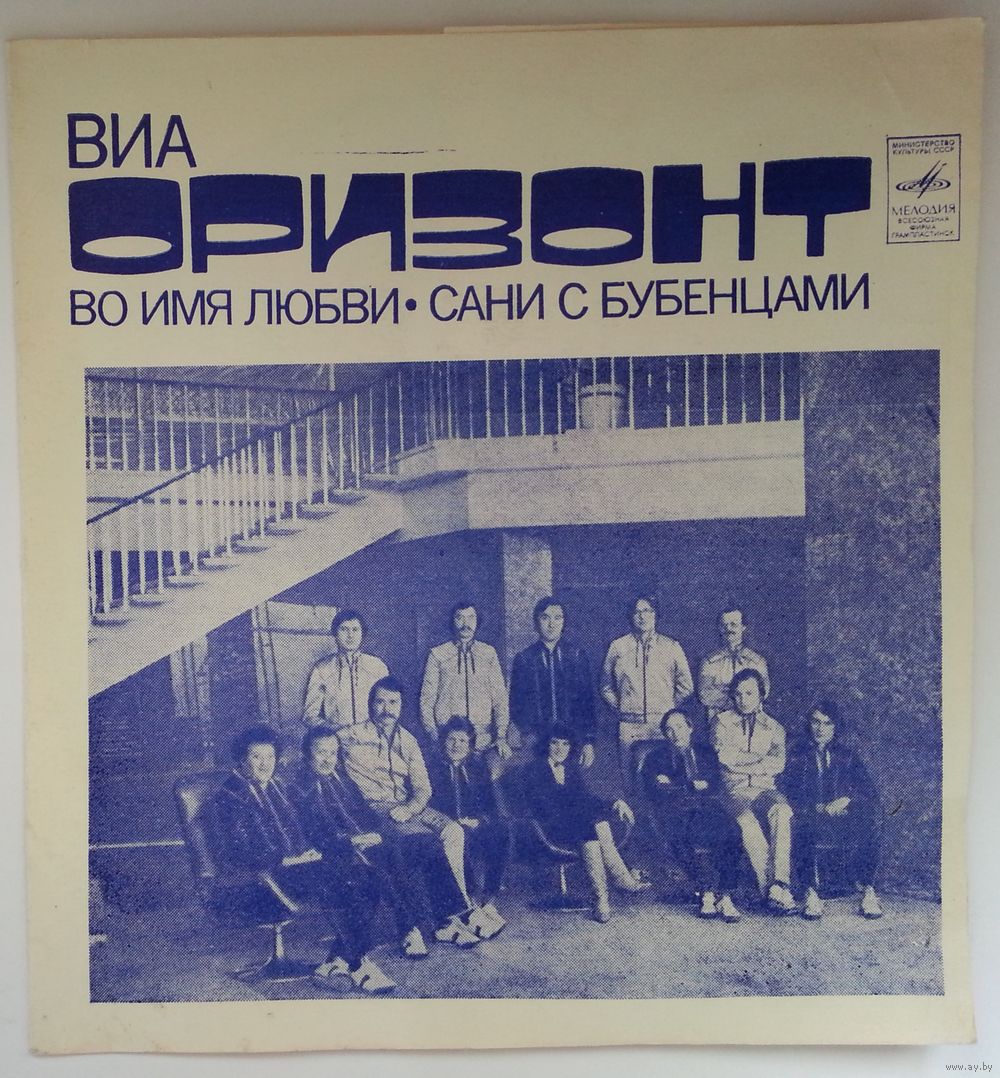 ВИА
ОРИЗОНТ
ВО ИМЯ ЛЮБВИ • САНИ С БУБЕНЦАМИ
МИНИСТЕРСТВО
КУЛЬТУРЫ СССР
МЕЛОДИЯ
ВСЕСОЮЗНАЯ
ФИРМА
ГРАМПЛАСТИНОК
www.ay.by